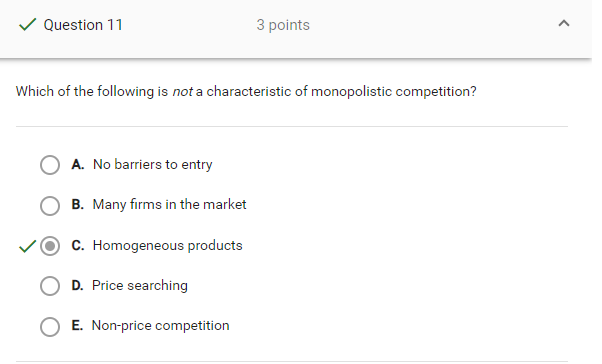 Question 11 3 points
Which of the following is not a characteristic of monopolistic competition?
A. No barriers to entry
B. Many firms in the market
C. Homogeneous products
D. Price searching
E. Non-price competition